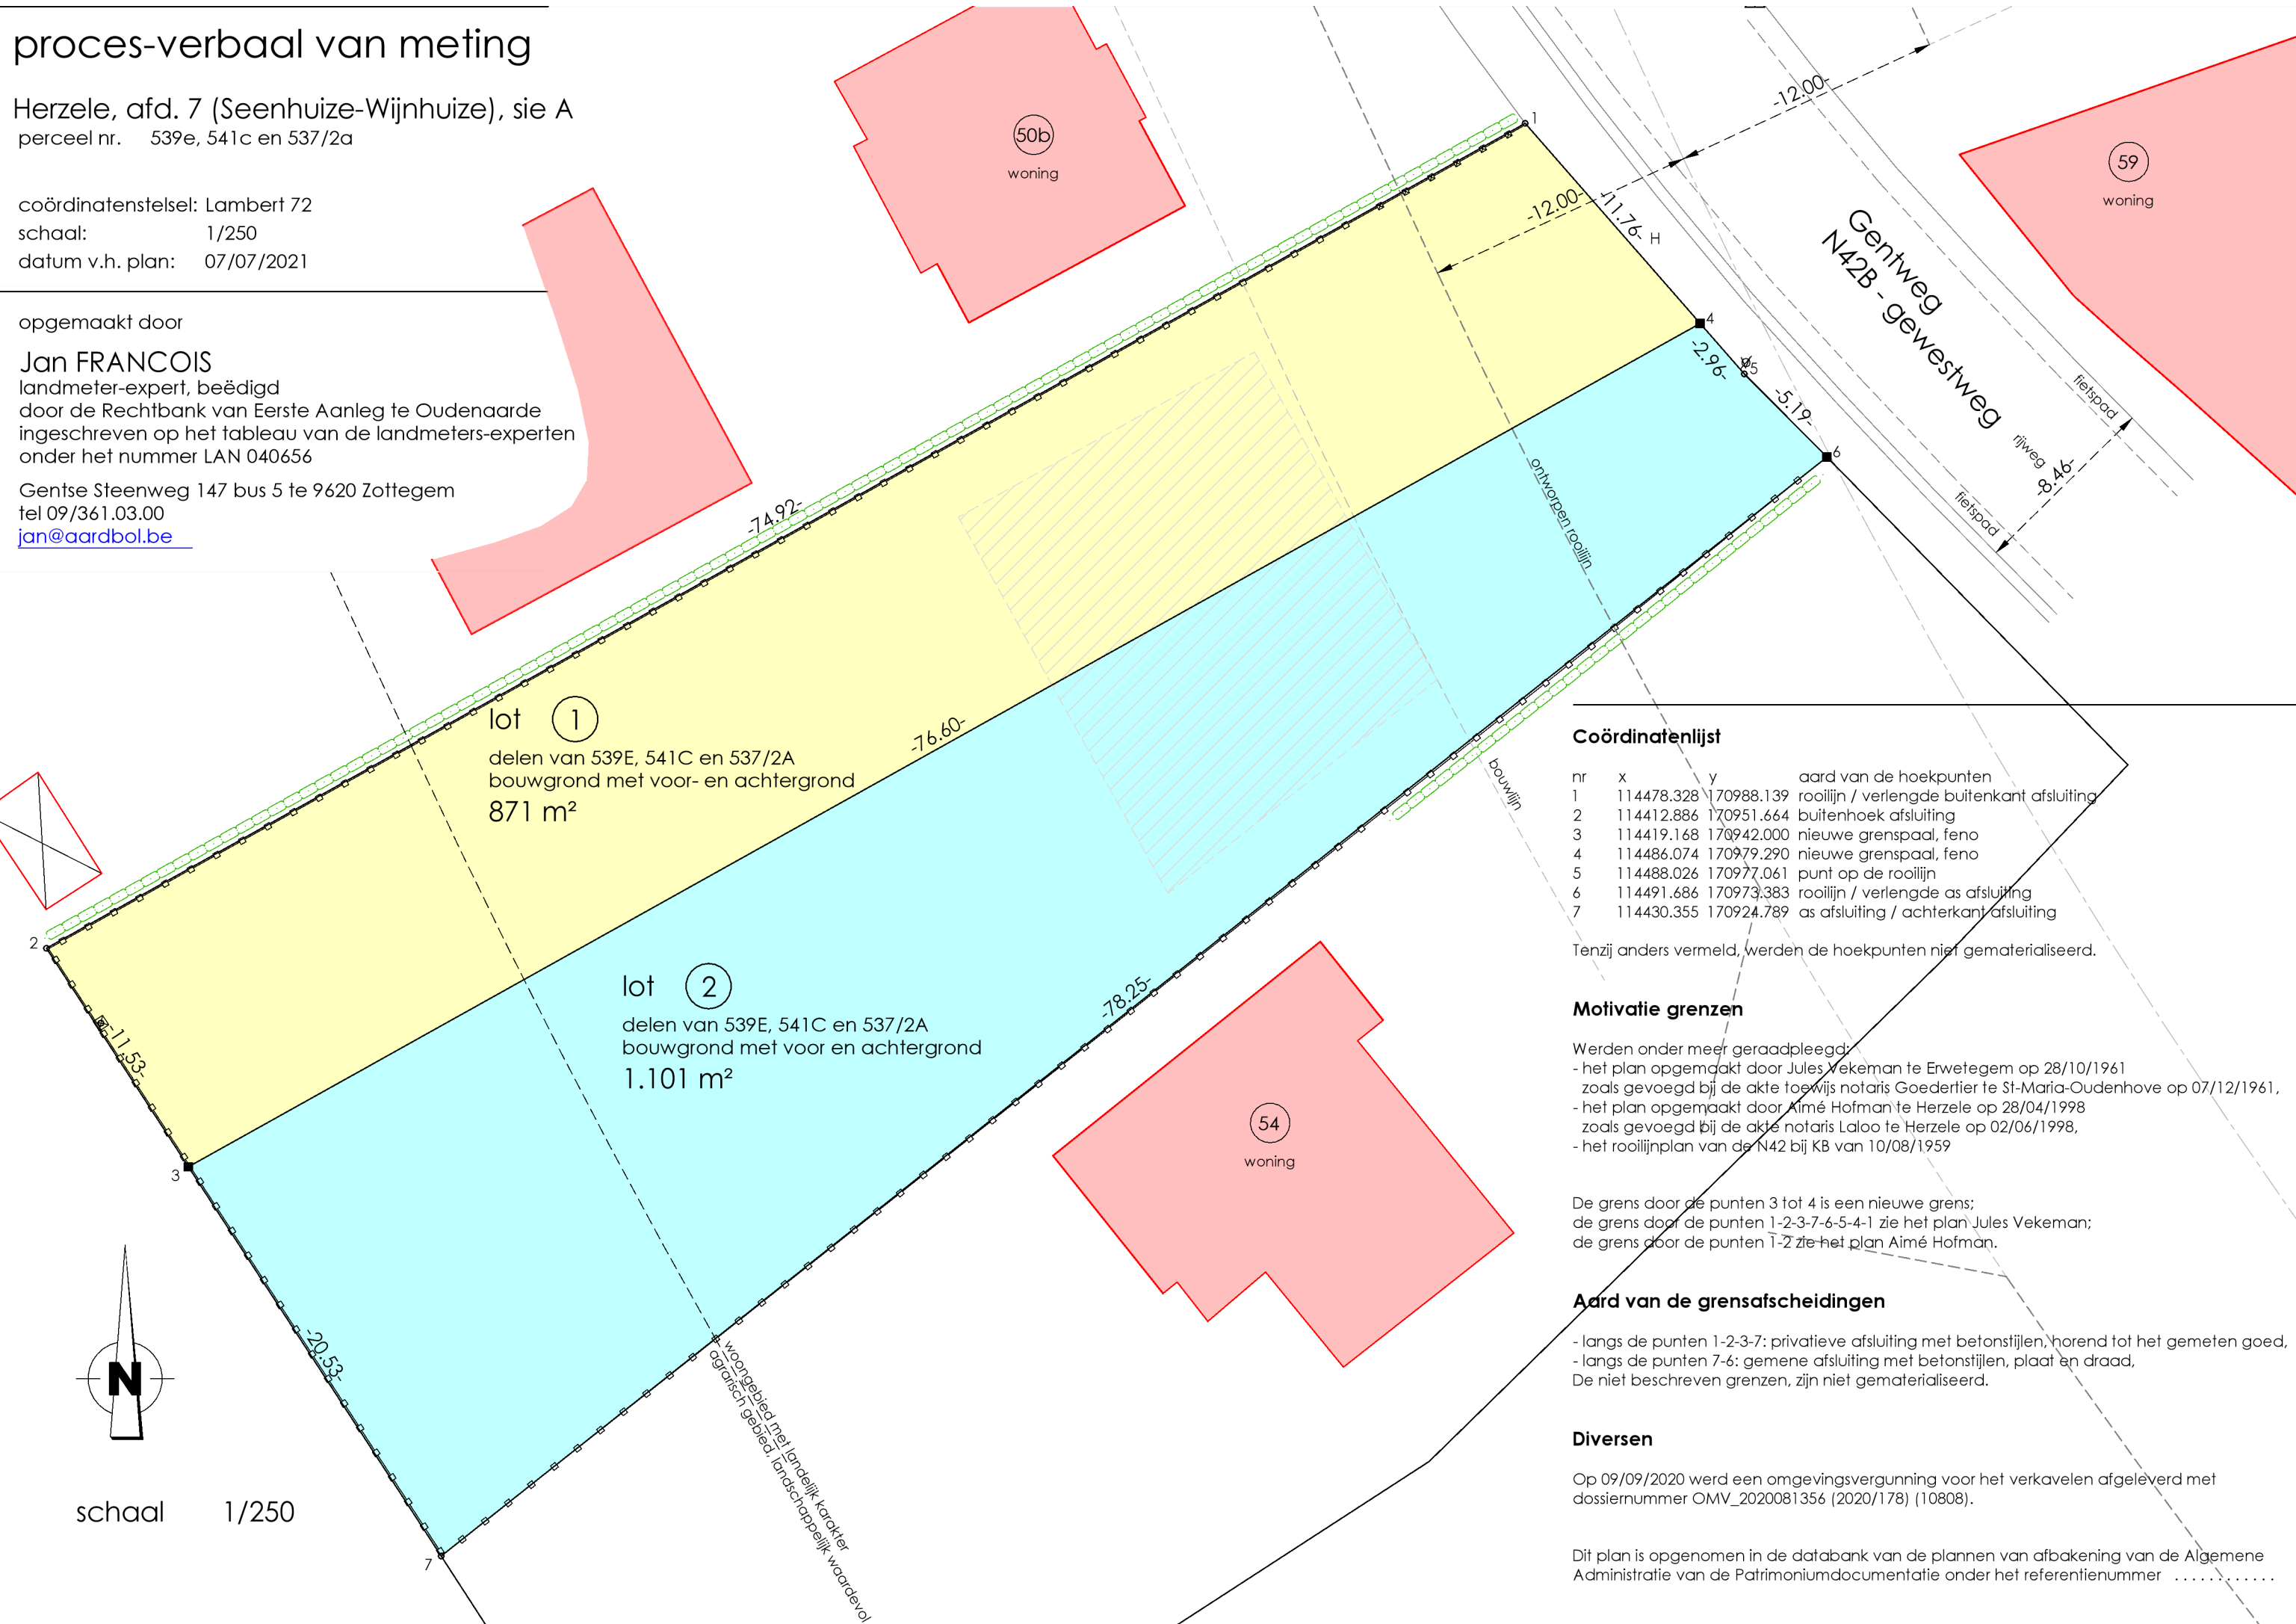 proces-verbaal van meting
Herzele, afd. 7 (Seenhuize-Wijnhuize), sie A
perceel nr. 539e, 541c en 537/2a
coördinatenstelsel: Lambert 72
schaal: 1/250
datum v.h. plan: 07/07/2021
opgemaakt door
Jan FRANCOIS
landmeter-expert, beëdigd
door de Rechtbank van Eerste Aanleg te Oudenaarde
ingeschreven op het tableau van de landmeters-experten
onder het nummer LAN 040656
Gentse Steenweg 147 bus 5 te 9620 Zottegem
tel 09/361.03.00
jan@aardbol.be
50b
woning
59
woning
-12.00-
-12.00-
1
-11.76-
H
4
-2.96-
5
-5.19-
6
Gentweg
N42B - gewestweg
fietspad
rijweg
-8.46-
fietspad
ontworpen rooilijn
bouwlijn
-74.92-
-76.60-
-78.25-
lot 1
delen van 539E, 541C en 537/2A
bouwgrond met voor- en achtergrond
871 m²
2
-11.53-
3
lot 2
delen van 539E, 541C en 537/2A
bouwgrond met voor en achtergrond
1.101 m²
54
woning
-20.53-
7
woongebied met landelijk karakter
agrarisch gebied, landschappelijk waardevol
N
schaal 1/250
Coördinatenlijst
nr x y aard van de hoekpunten
1 114478.328 170988.139 rooilijn / verlengde buitenkant afsluiting
2 114412.886 170951.664 buitenhoek afsluiting
3 114419.168 170942.000 nieuwe grenspaal, feno
4 114486.074 170979.290 nieuwe grenspaal, feno
5 114488.026 170977.061 punt op de rooilijn
6 114491.686 170973.383 rooilijn / verlengde as afsluiting
7 114430.355 170924.789 as afsluiting / achterkant afsluiting
Tenzij anders vermeld, werden de hoekpunten niet gematerialiseerd.
Motivatie grenzen
Werden onder meer geraadpleegd:
- het plan opgemaakt door Jules Vekeman te Erwetegem op 28/10/1961
zoals gevoegd bij de akte toewijs notaris Goedertier te St-Maria-Oudenhove op 07/12/1961,
- het plan opgemaakt door Aimé Hofman te Herzele op 28/04/1998
zoals gevoegd bij de akte notaris Laloo te Herzele op 02/06/1998,
- het rooilijnplan van de N42 bij KB van 10/08/1959
De grens door de punten 3 tot 4 is een nieuwe grens;
de grens door de punten 1-2-3-7-6-5-4-1 zie het plan Jules Vekeman;
de grens door de punten 1-2 zie het plan Aimé Hofman.
Aard van de grensafscheidingen
- langs de punten 1-2-3-7: privatieve afsluiting met betonstijlen, horend tot het gemeten goed,
- langs de punten 7-6: gemene afsluiting met betonstijlen, plaat en draad,
De niet beschreven grenzen, zijn niet gematerialiseerd.
Diversen
Op 09/09/2020 werd een omgevingsvergunning voor het verkavelen afgeleverd met
dossiernummer OMV_2020081356 (2020/178) (10808).
Dit plan is opgenomen in de databank van de plannen van afbakening van de Algemene
Administratie van de Patrimoniumdocumentatie onder het referentienummer . . . . . . . . . . . .